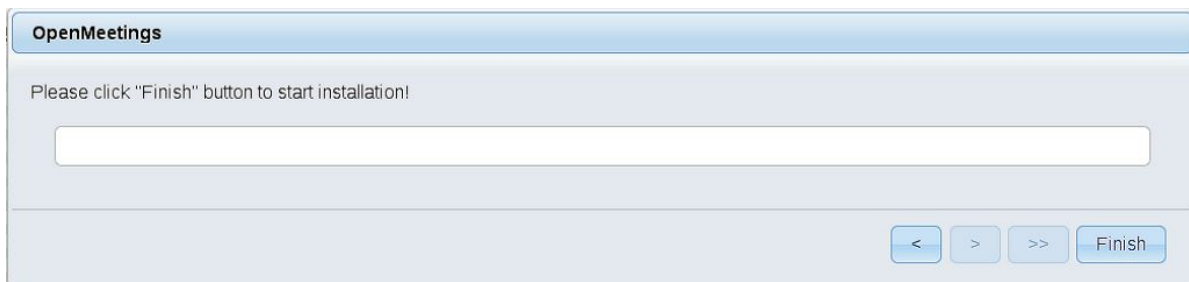 OpenMeetings
Please click "Finish" button to start installation!
< > >> Finish